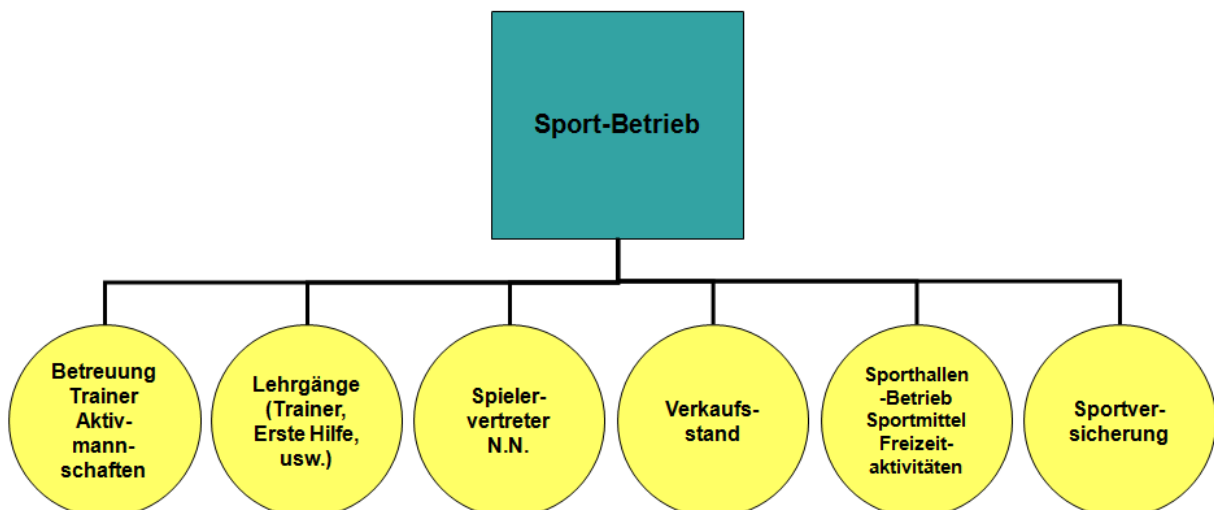 Sport-Betrieb
Betreuung
Trainer
Aktiv-
mann-
schaften
Lehrgänge
(Trainer,
Erste Hilfe,
usw.)
Spieler-
vertreter
N.N.
Verkaufs-
stand
Sporthallen
-Betrieb
Sportmittel
Freizeit-
aktivitäten
Sportver-
sicherung